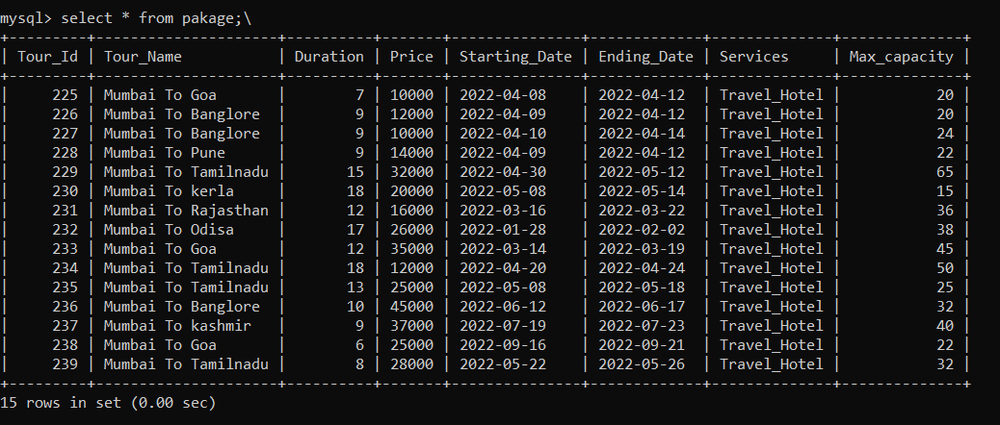 mysql> select * from pakage;\
+---------+--------------------+----------+-------+---------------+-------------+--------------+--------------+
| Tour_Id | Tour_Name          | Duration | Price | Starting_Date | Ending_Date | Services     | Max_capacity |
+---------+--------------------+----------+-------+---------------+-------------+--------------+--------------+
|     225 | Mumbai To Goa      |        7 | 10000 | 2022-04-08    | 2022-04-12  | Travel_Hotel |           20 |
|     226 | Mumbai To Banglore |        9 | 12000 | 2022-04-09    | 2022-04-12  | Travel_Hotel |           20 |
|     227 | Mumbai To Banglore |        9 | 10000 | 2022-04-10    | 2022-04-14  | Travel_Hotel |           24 |
|     228 | Mumbai To Pune     |        9 | 14000 | 2022-04-09    | 2022-04-12  | Travel_Hotel |           22 |
|     229 | Mumbai To Tamilnadu |       15 | 32000 | 2022-04-30    | 2022-05-12  | Travel_Hotel |           65 |
|     230 | Mumbai To kerla    |       18 | 20000 | 2022-05-08    | 2022-05-14  | Travel_Hotel |           15 |
|     231 | Mumbai To Rajasthan |       12 | 16000 | 2022-03-16    | 2022-03-22  | Travel_Hotel |           36 |
|     232 | Mumbai To Odisa    |       17 | 26000 | 2022-01-28    | 2022-02-02  | Travel_Hotel |           38 |
|     233 | Mumbai To Goa      |       12 | 35000 | 2022-03-14    | 2022-03-19  | Travel_Hotel |           45 |
|     234 | Mumbai To Tamilnadu |       18 | 12000 | 2022-04-20    | 2022-04-24  | Travel_Hotel |           50 |
|     235 | Mumbai To Tamilnadu |       13 | 25000 | 2022-05-08    | 2022-05-18  | Travel_Hotel |           25 |
|     236 | Mumbai To Banglore |       10 | 45000 | 2022-06-12    | 2022-06-17  | Travel_Hotel |           32 |
|     237 | Mumbai To kashmir  |        9 | 37000 | 2022-07-19    | 2022-07-23  | Travel_Hotel |           40 |
|     238 | Mumbai To Goa      |        6 | 25000 | 2022-09-16    | 2022-09-21  | Travel_Hotel |           22 |
|     239 | Mumbai To Tamilnadu |        8 | 28000 | 2022-05-22    | 2022-05-26  | Travel_Hotel |           32 |
+---------+--------------------+----------+-------+---------------+-------------+--------------+--------------+
15 rows in set (0.00 sec)